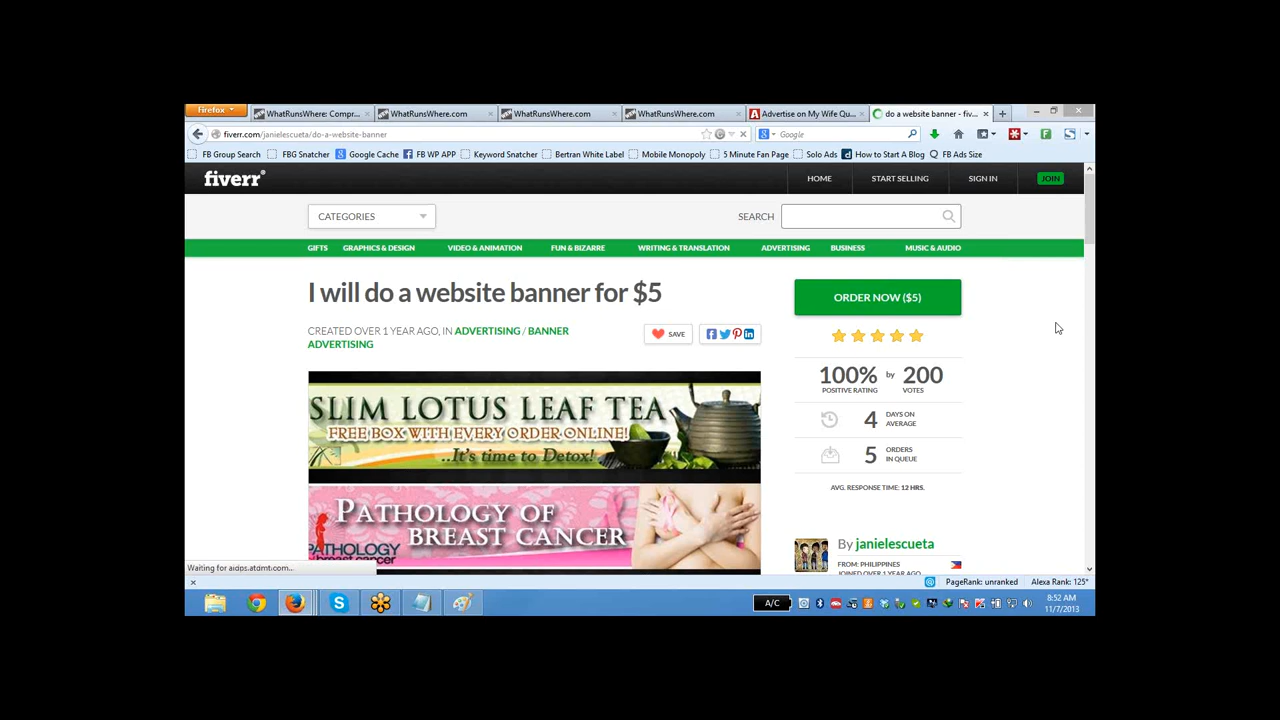 Firefox
WhatRunsWhere: Compr...
WhatRunsWhere.com
WhatRunsWhere.com
WhatRunsWhere.com
Advertise on My Wife Qu...
do a website banner - fiv...
fiverr.com/janielescueta/do-a-website-banner
Google
FB Group Search
FBG Snatcher
Google Cache
FB WP APP
Keyword Snatcher
Bertran White Label
Mobile Monopoly
5 Minute Fan Page
Solo Ads
How to Start A Blog
FB Ads Size
fiverr®
HOME
START SELLING
SIGN IN
JOIN
CATEGORIES
SEARCH
GIFTS
GRAPHICS & DESIGN
VIDEO & ANIMATION
FUN & BIZARRE
WRITING & TRANSLATION
ADVERTISING
BUSINESS
MUSIC & AUDIO
I will do a website banner for $5
CREATED OVER 1 YEAR AGO, IN ADVERTISING / BANNER
ADVERTISING
SAVE
ORDER NOW ($5)
100% by 200
POSITIVE RATING
VOTES
4 DAYS ON
AVERAGE
5 ORDERS
IN QUEUE
AVG. RESPONSE TIME: 12 HRS.
SLIM LOTUS LEAF TEA
FREE BOX WITH EVERY ORDER ONLINE!
..It's time to Detox!
PATHOLOGY OF
BREAST CANCER
PATHOLOGY
breast cancer
By janielescueta
FROM: PHILIPPINES
JOINED OVER 1 YEAR AGO
Waiting for aidps.atdmt.com...
PageRank: unranked
Alexa Rank: 125*
A/C
8:52 AM
11/7/2013